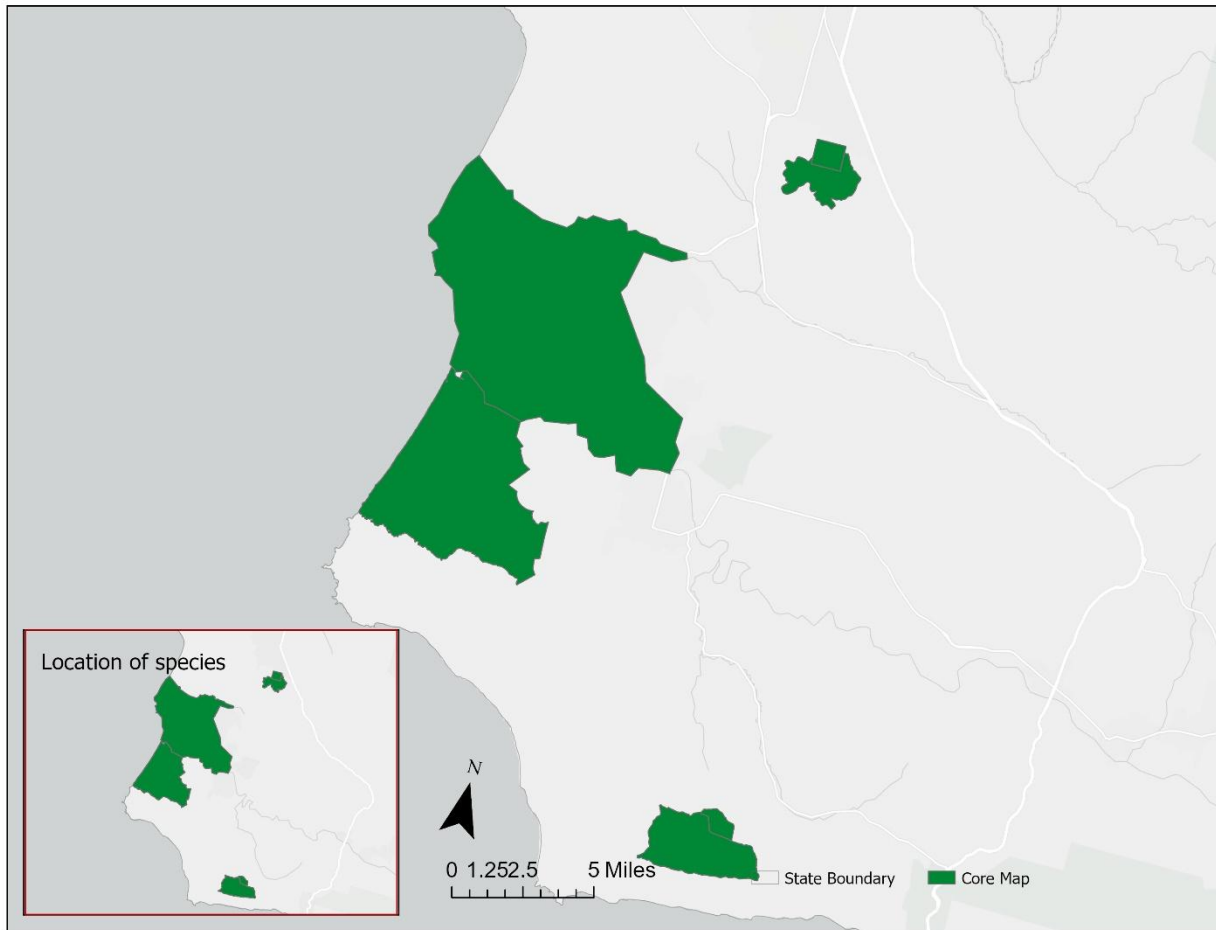 Location of species
N
0 1.252.5 5 Miles
State Boundary
Core Map